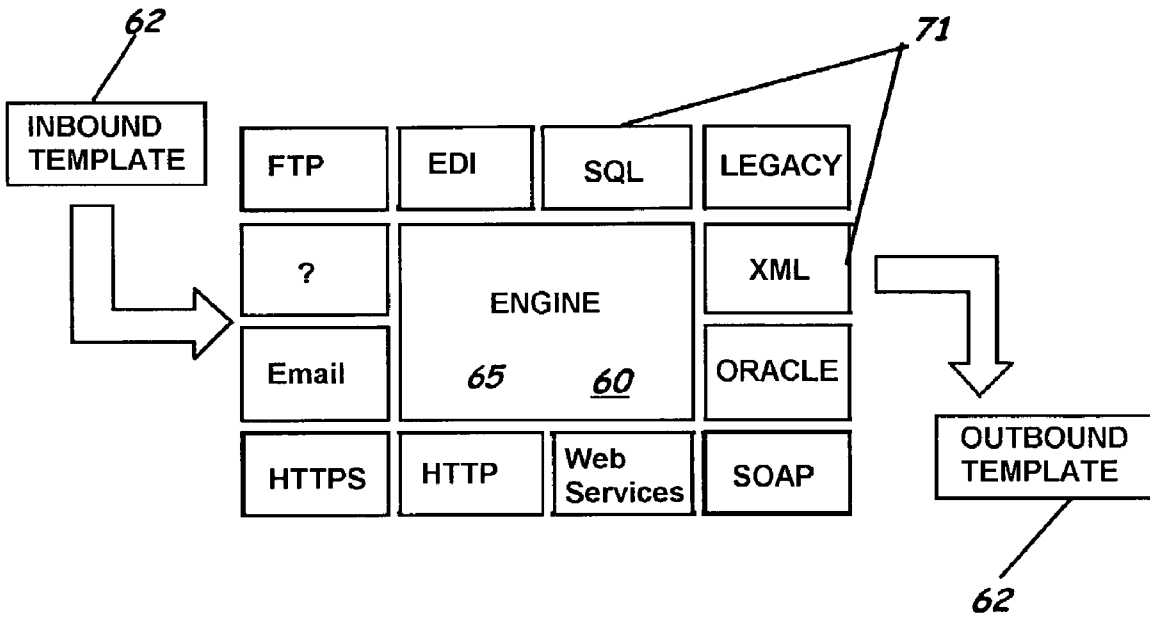 62
71
INBOUND
TEMPLATE
FTP
EDI
SQL
LEGACY
?
ENGINE
XML
Email
65
60
ORACLE
HTTPS
HTTP
Web
Services
SOAP
OUTBOUND
TEMPLATE
62